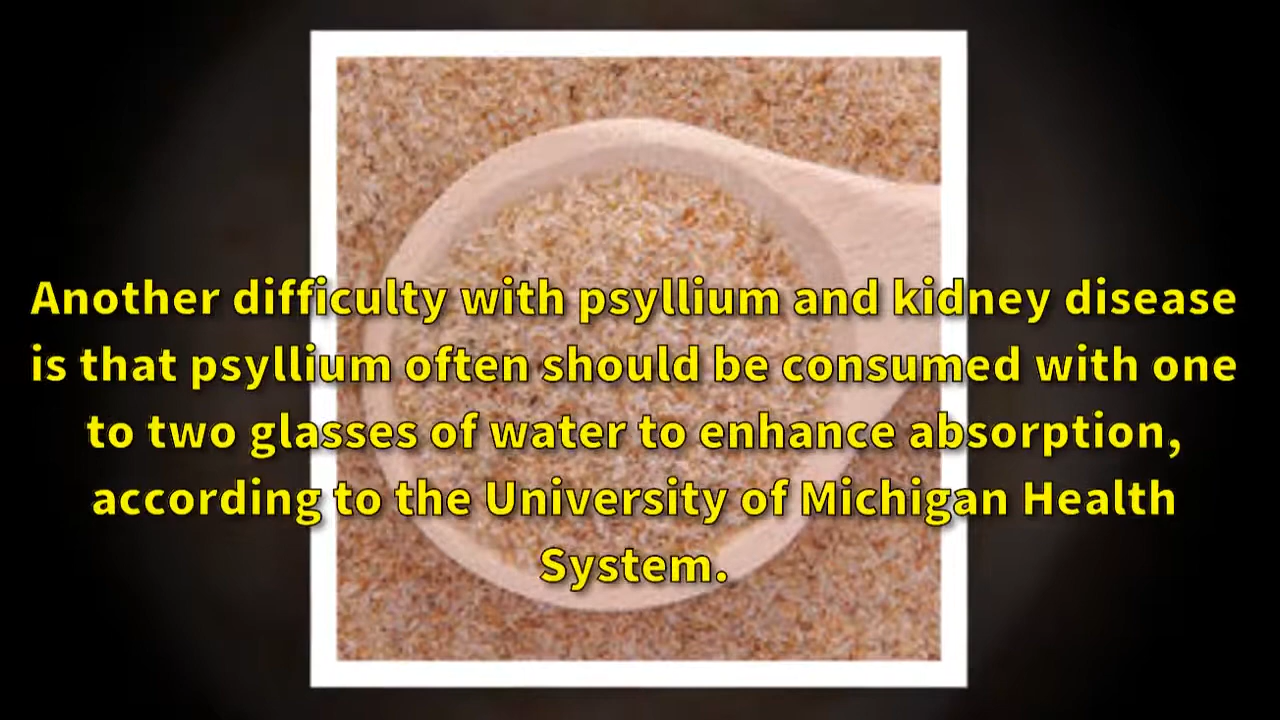 Another difficulty with psyllium and kidney disease
is that psyllium often should be consumed with one
to two glasses of water to enhance absorption,
according to the University of Michigan Health
System.